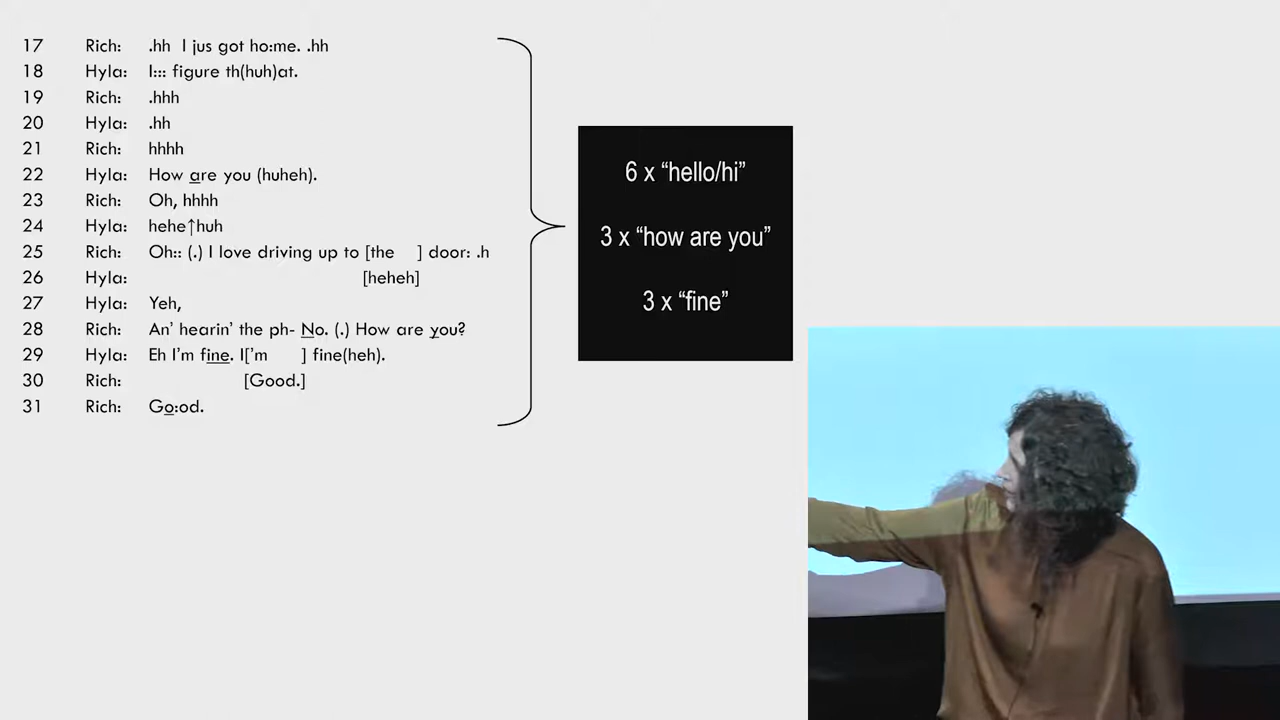 17 Rich: .hh I jus got ho:me. .hh
18 Hyla: I::: figure th(huh)at.
19 Rich: .hhh
20 Hyla: .hh
21 Rich: hhhh
22 Hyla: How are you (huheh).
23 Rich: Oh, hhhh
24 Hyla: hehe↑huh
25 Rich: Oh:: (.) I love driving up to [the ] door: .h
26 Hyla: [heheh]
27 Hyla: Yeh,
28 Rich: An' hearin' the ph- No. (.) How are you?
29 Hyla: Eh I'm fine. I['m ] fine(heh).
30 Rich: [Good.]
31 Rich: Go:od.
6 x “hello/hi”
3 x “how are you”
3 x “fine”